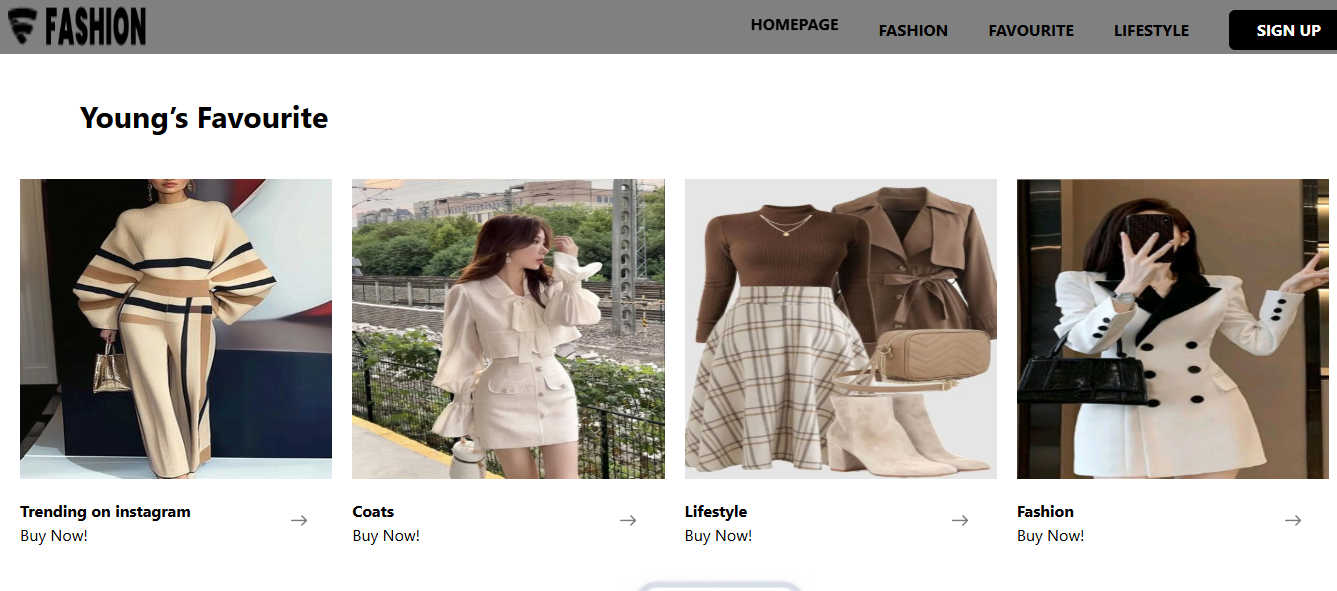 FASHION
HOMEPAGE
FASHION
FAVOURITE
LIFESTYLE
SIGN UP
Young’s Favourite
Trending on instagram
Buy Now!
Coats
Buy Now!
Lifestyle
Buy Now!
Fashion
Buy Now!